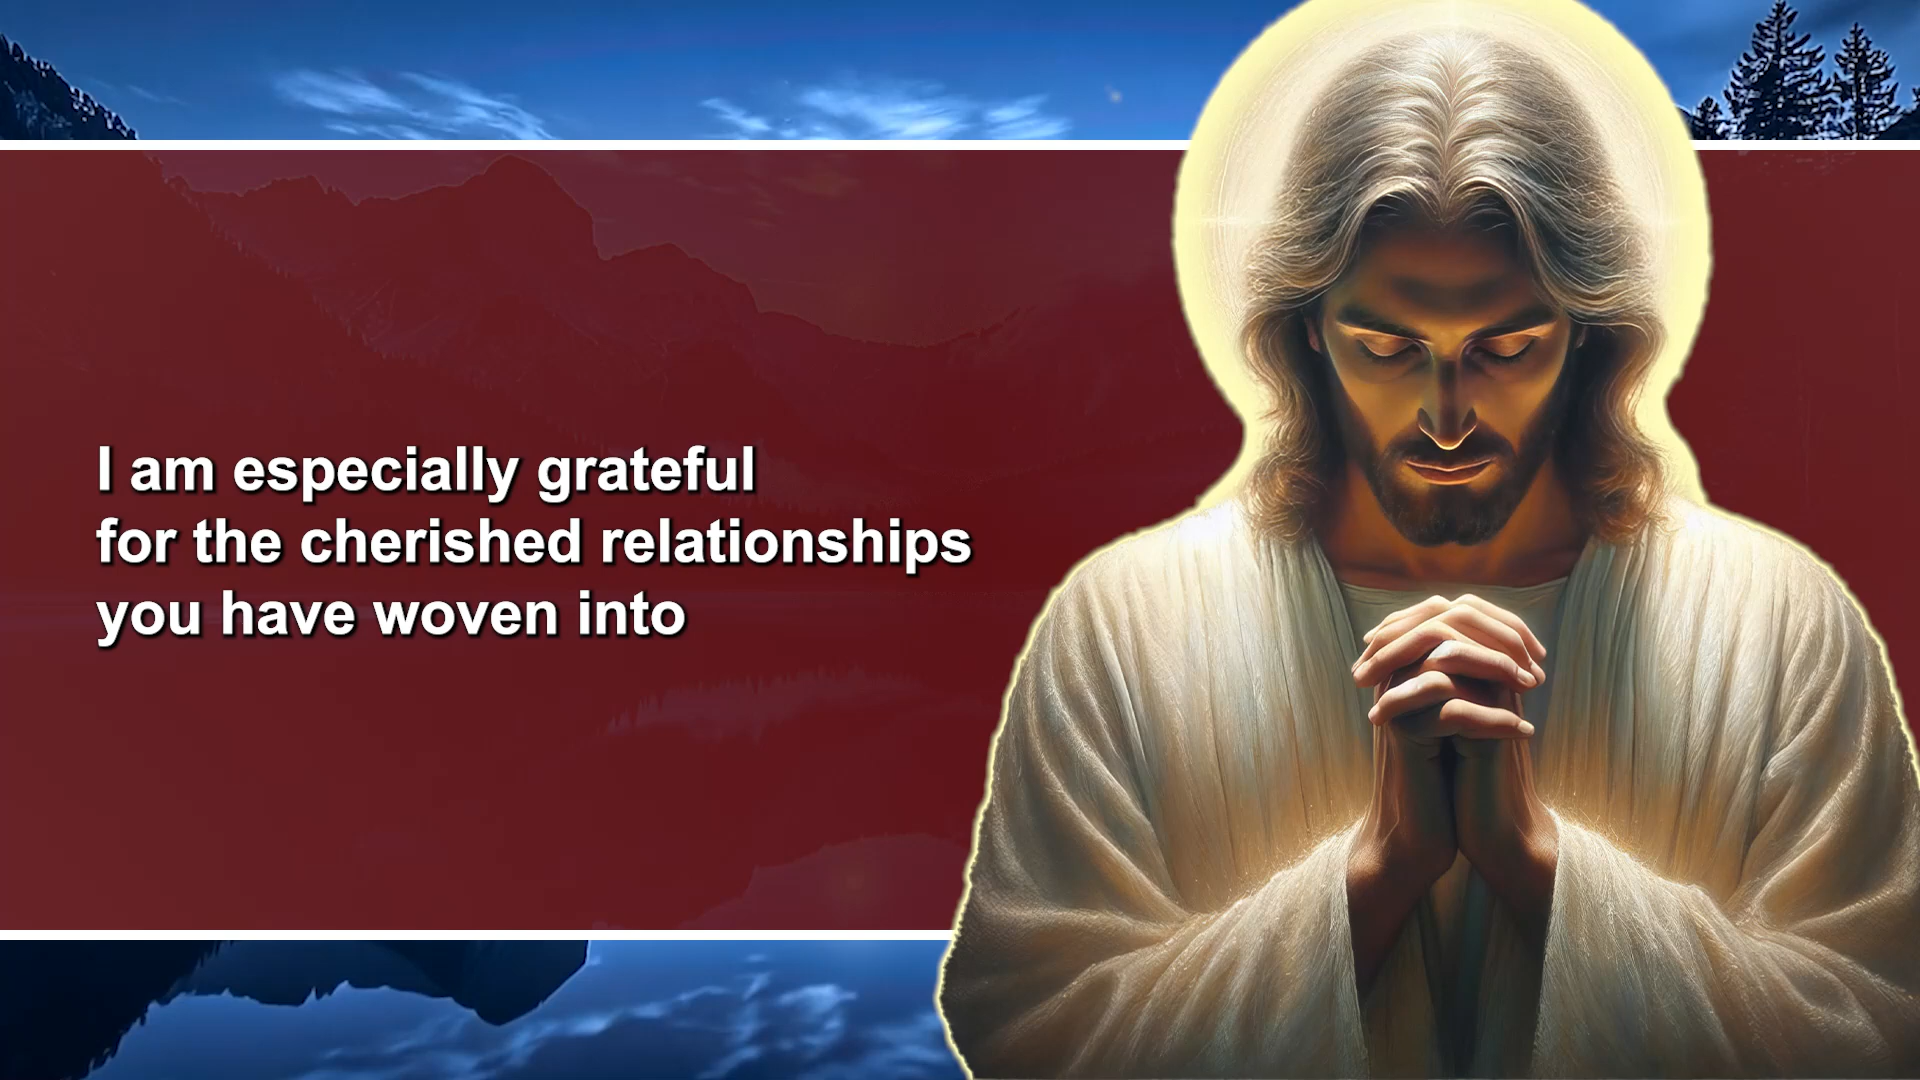 I am especially grateful
for the cherished relationships
you have woven into